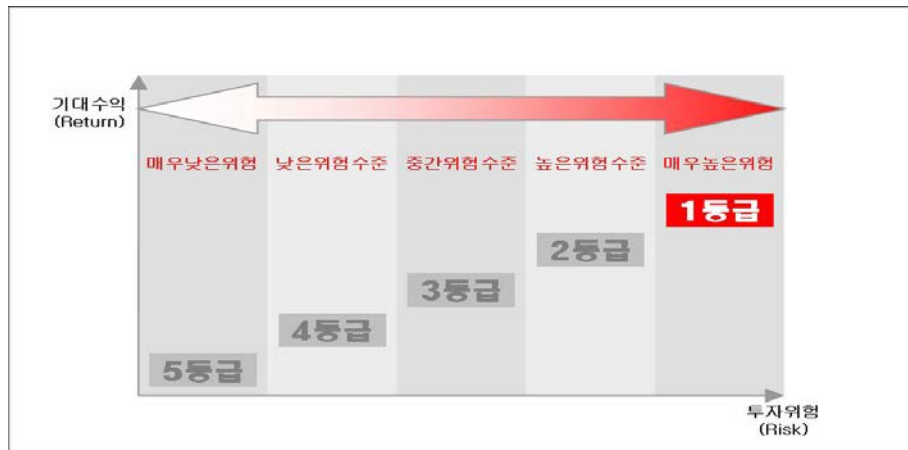 기대수익
(Return)
매우낮은위험 낮은위험수준 중간위험수준 높은위험수준 매우높은위험
1등급
2등급
3등급
4등급
5등급
투자위험
(Risk)